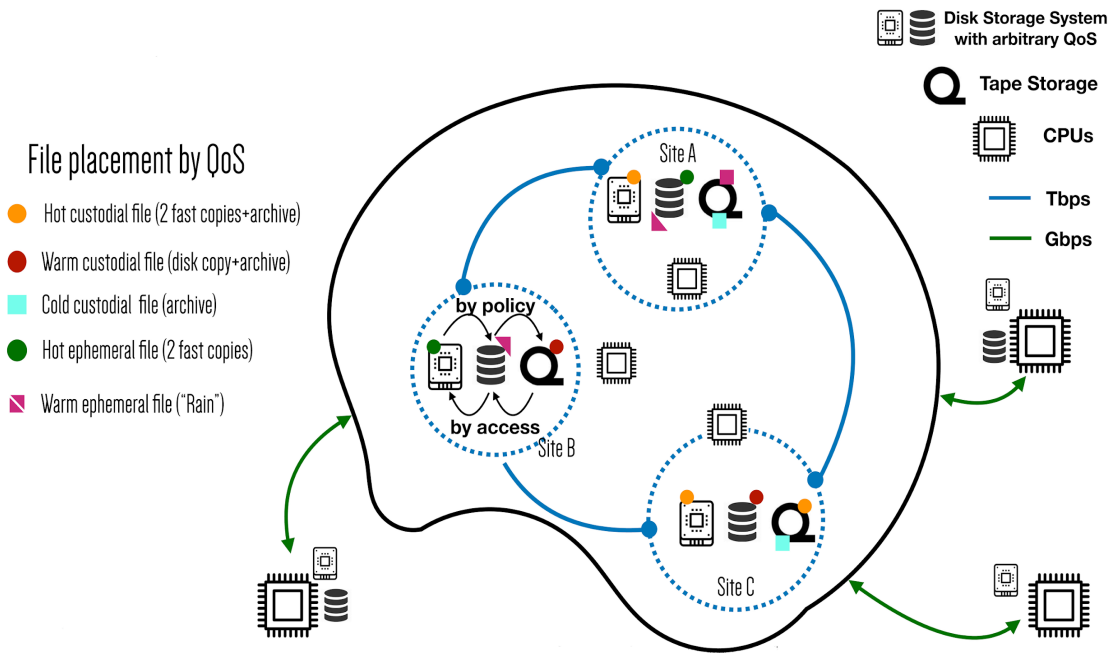 Disk Storage System
with arbitrary QoS
Tape Storage
CPUs
Tbps
Gbps
File placement by QoS
Hot custodial file (2 fast copies+archive)
Warm custodial file (disk copy+archive)
Cold custodial file (archive)
Hot ephemeral file (2 fast copies)
Warm ephemeral file ("Rain")
Site A
by policy
by access
Site B
Site C